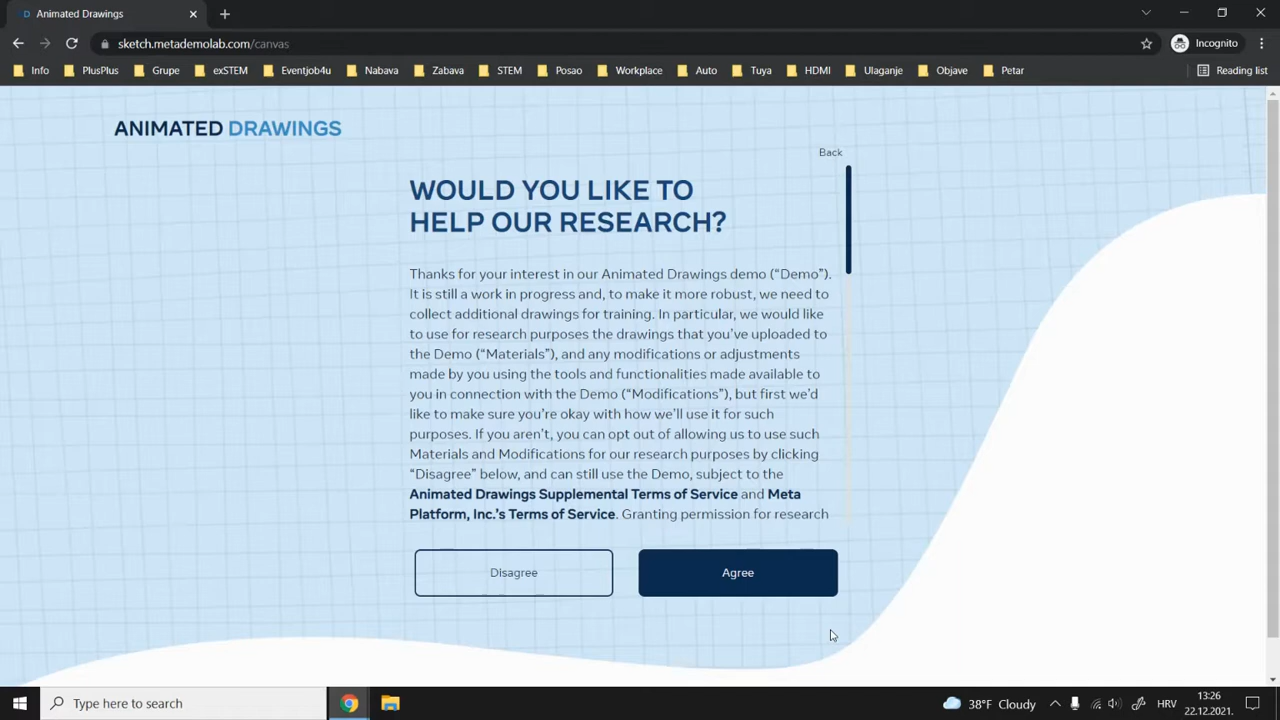 Animated Drawings
sketch.metademolab.com/canvas
Incognito
Info PlusPlus Grupe exSTEM Eventjob4u Nabava Zabava STEM Posao Workplace Auto Tuya HDMI Ulaganje Objave Petar Reading list
ANIMATED DRAWINGS
Back
WOULD YOU LIKE TO
HELP OUR RESEARCH?
Thanks for your interest in our Animated Drawings demo (“Demo”).
It is still a work in progress and, to make it more robust, we need to
collect additional drawings for training. In particular, we would like
to use for research purposes the drawings that you’ve uploaded to
the Demo (“Materials”), and any modifications or adjustments
made by you using the tools and functionalities made available to
you in connection with the Demo (“Modifications”), but first we’d
like to make sure you’re okay with how we’ll use it for such
purposes. If you aren’t, you can opt out of allowing us to use such
Materials and Modifications for our research purposes by clicking
“Disagree” below, and can still use the Demo, subject to the
Animated Drawings Supplemental Terms of Service and Meta
Platform, Inc.’s Terms of Service. Granting permission for research
Disagree Agree
Type here to search
38°F Cloudy
HRV
13:26
22.12.2021.